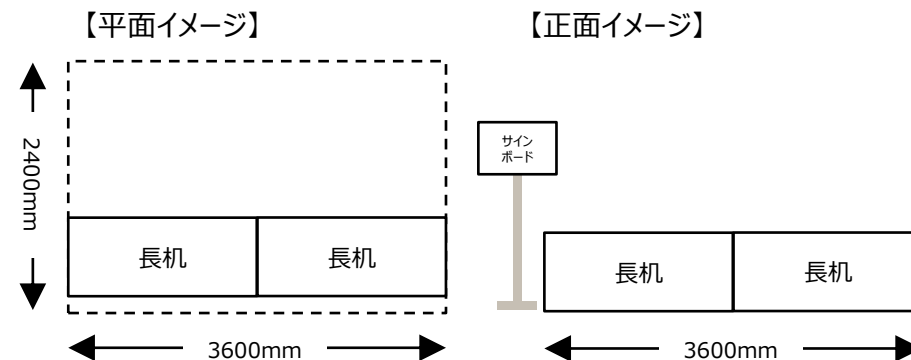 【平面イメージ】
2400mm
長机
長机
3600mm
【正面イメージ】
サイン
ボード
長机
長机
3600mm